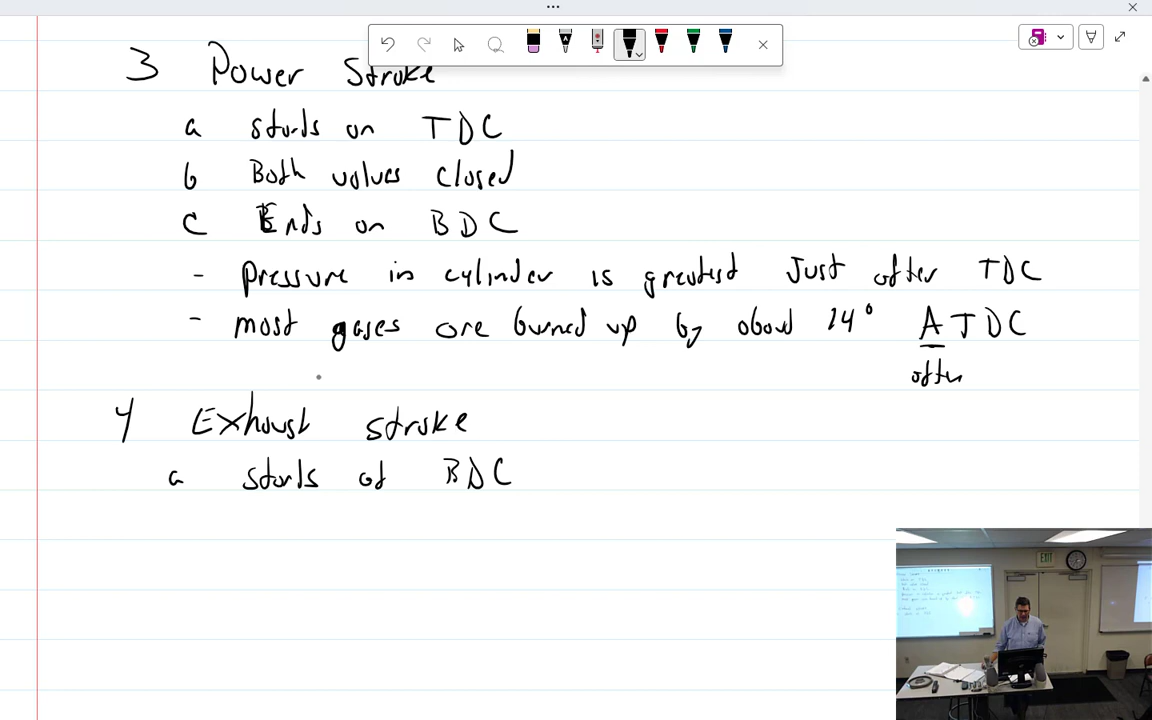 3 Power Stroke
a starts on TDC
b Both valves closed
c Ends on BDC
- Pressure in cylinder is greatest Just after TDC
- most gases are burned up by about 14° ATDC
after
4 Exhaust stroke
a starts at BDC
EXIT